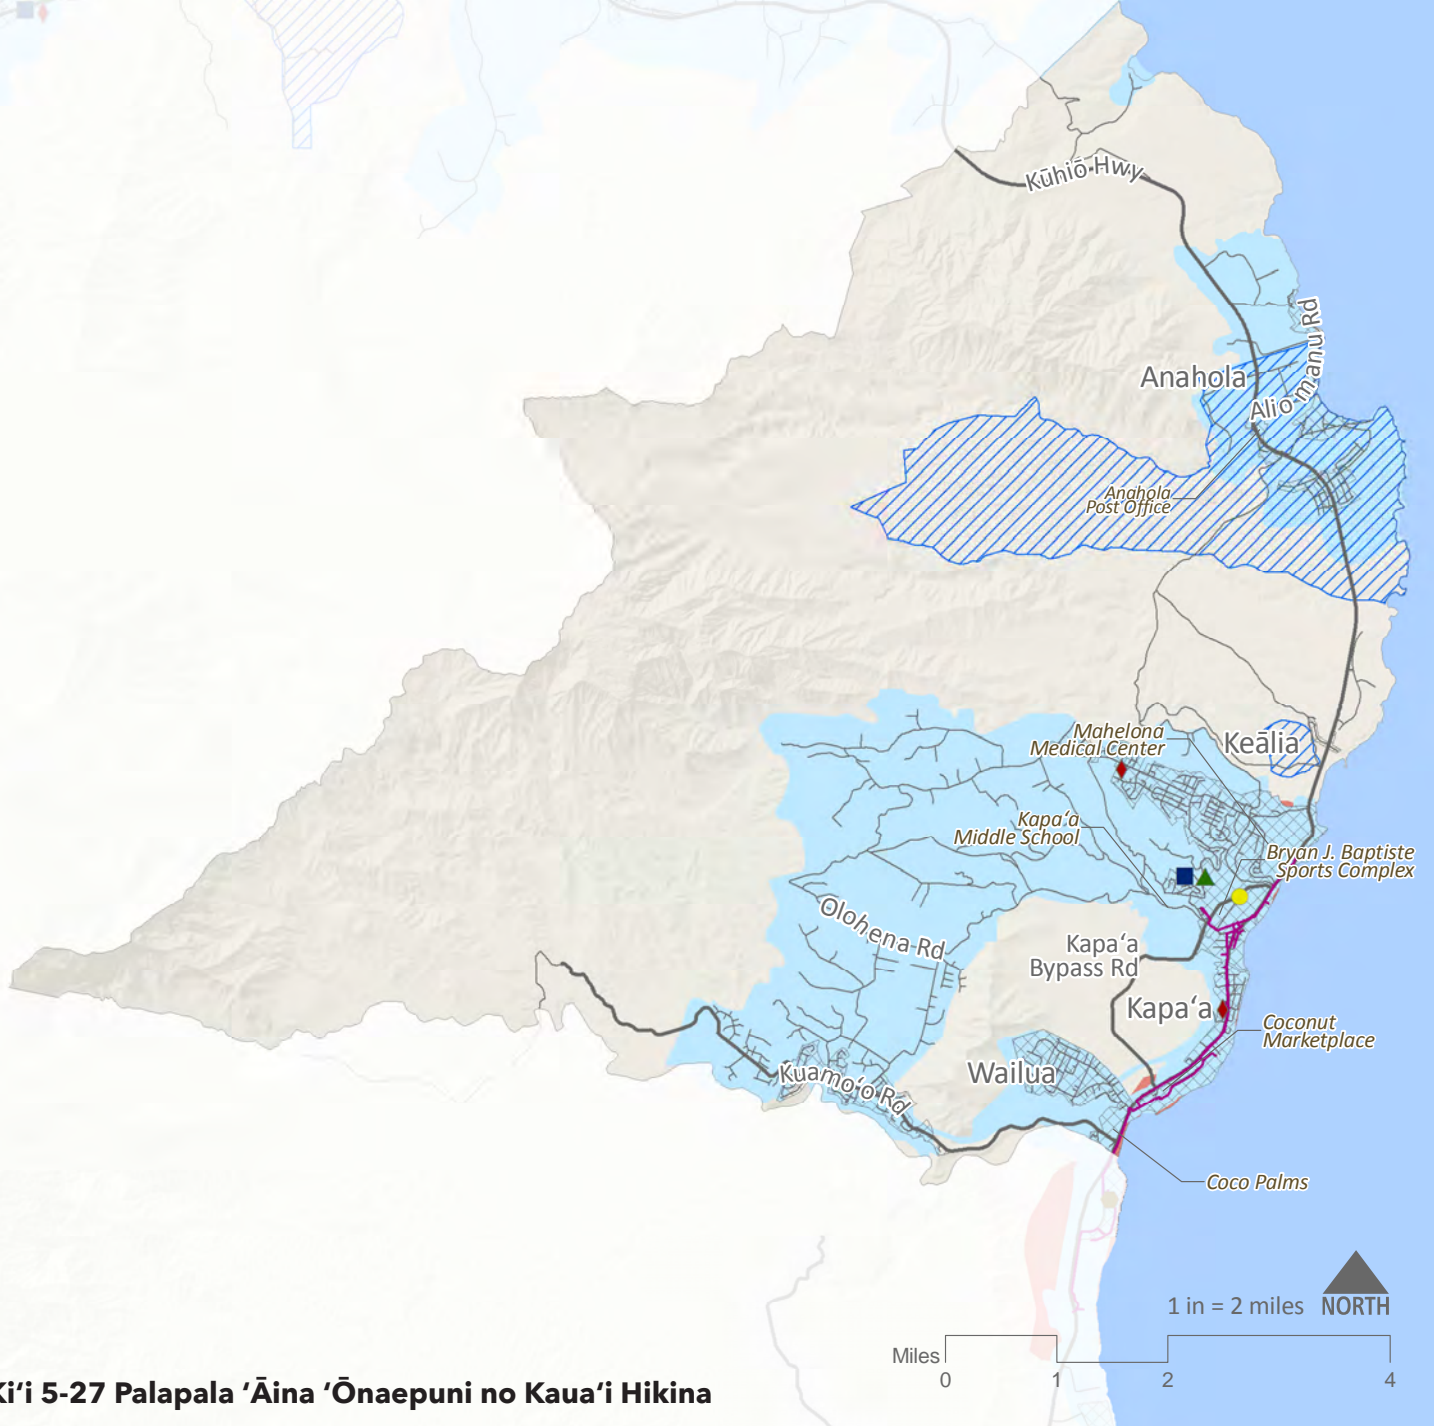 Kūhiō Hwy
Alio manu Rd
Anahola
Anahola
Post Office
Mahelona
Medical Center
Keālia
Kapaʻa
Middle School
Bryan J. Baptiste
Sports Complex
Olohena Rd
Kapaʻa
Bypass Rd
Kapaʻa
Coconut
Marketplace
Wailua
Kuamoʻo Rd
Coco Palms
1 in = 2 miles
NORTH
Miles
0 1 2 4
Kiʻi 5-27 Palapala ʻĀina ʻŌnaepuni no Kauaʻi Hikina